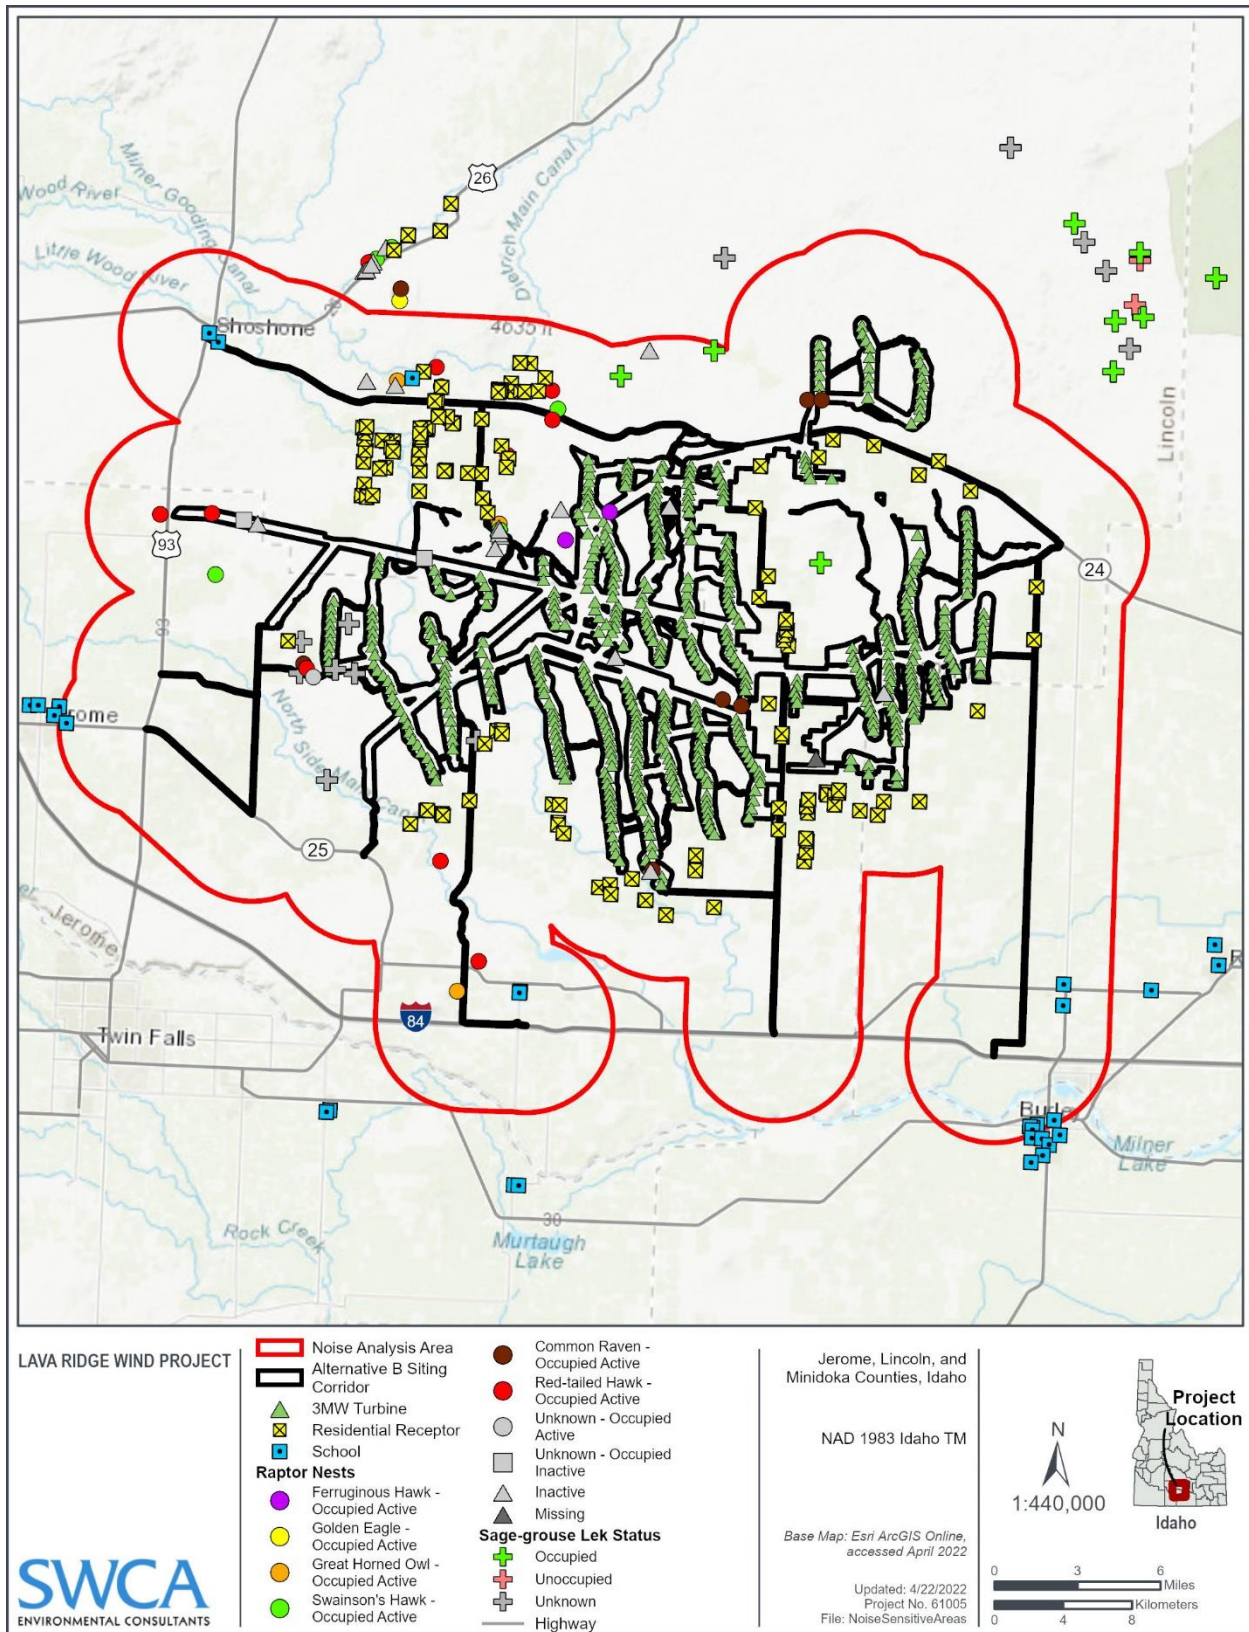 26
Milner Gooding Canal
Wood River
Little Wood River
Dietrich Main Canal
Shoshone
26
4635 ft
Lincoln
93
24
93
rome
North Side Main Canal
25
er
Jerome
R
84
Twin Falls
Burley
Milner
Lake
Rock Creek
30
Murtaugh
Lake
LAVA RIDGE WIND PROJECT
SWCA
ENVIRONMENTAL CONSULTANTS
Noise Analysis Area
Alternative B Siting
Corridor
3MW Turbine
Residential Receptor
School
Raptor Nests
Ferruginous Hawk -
Occupied Active
Golden Eagle -
Occupied Active
Great Horned Owl -
Occupied Active
Swainson's Hawk -
Occupied Active
Common Raven -
Occupied Active
Red-tailed Hawk -
Occupied Active
Unknown - Occupied
Active
Unknown - Occupied
Inactive
Inactive
Missing
Sage-grouse Lek Status
Occupied
Unoccupied
Unknown
Highway
Jerome, Lincoln, and
Minidoka Counties, Idaho
NAD 1983 Idaho TM
Base Map: Esri ArcGIS Online,
accessed April 2022
Updated: 4/22/2022
Project No. 61005
File: NoiseSensitiveAreas
N
1:440,000
Project
Location
Idaho
0 3 6
Miles
Kilometers
0 4 8